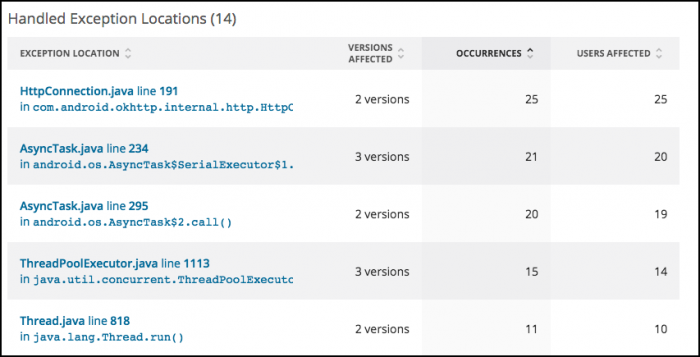 Handled Exception Locations (14)
EXCEPTION LOCATION VERSIONS AFFECTED OCCURRENCES USERS AFFECTED
HttpConnection.java line 191
in com.android.okhttp.internal.http.HttpC 2 versions 25 25
AsyncTask.java line 234
in android.os.AsyncTask$SerialExecutor$1. 3 versions 21 20
AsyncTask.java line 295
in android.os.AsyncTask$2.call() 2 versions 20 19
ThreadPoolExecutor.java line 1113
in java.util.concurrent.ThreadPoolExecuto 3 versions 15 14
Thread.java line 818
in java.lang.Thread.run() 2 versions 11 10